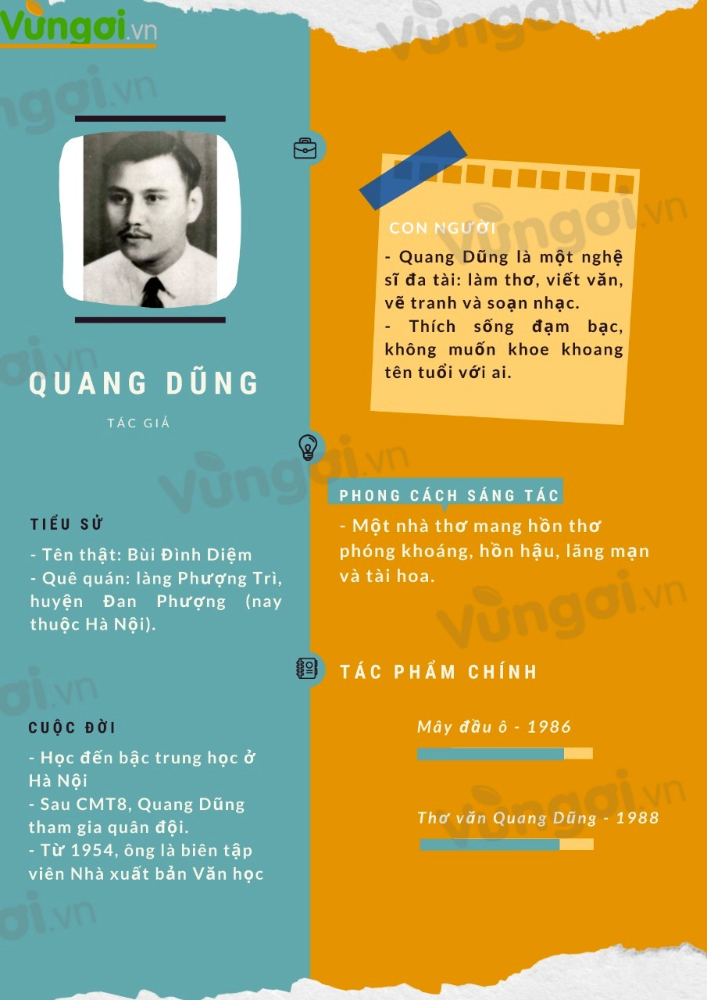 Vừngơi.vn
QUANG DŨNG
TÁC GIẢ
TIỂU SỬ
- Tên thật: Bùi Đình Diệm
- Quê quán: làng Phượng Trì,
huyện Đan Phượng (nay
thuộc Hà Nội).
CUỘC ĐỜI
- Học đến bậc trung học ở
Hà Nội
- Sau CMT8, Quang Dũng
tham gia quân đội.
- Từ 1954, ông là biên tập
viên Nhà xuất bản Văn học
CON NGƯỜI
- Quang Dũng là một nghệ
sĩ đa tài: làm thơ, viết văn,
vẽ tranh và soạn nhạc.
- Thích sống đạm bạc,
không muốn khoe khoang
tên tuổi với ai.
PHONG CÁCH SÁNG TÁC
- Một nhà thơ mang hồn thơ
phóng khoáng, hồn hậu, lãng mạn
và tài hoa.
TÁC PHẨM CHÍNH
Mây đầu ô - 1986
Thơ văn Quang Dũng - 1988